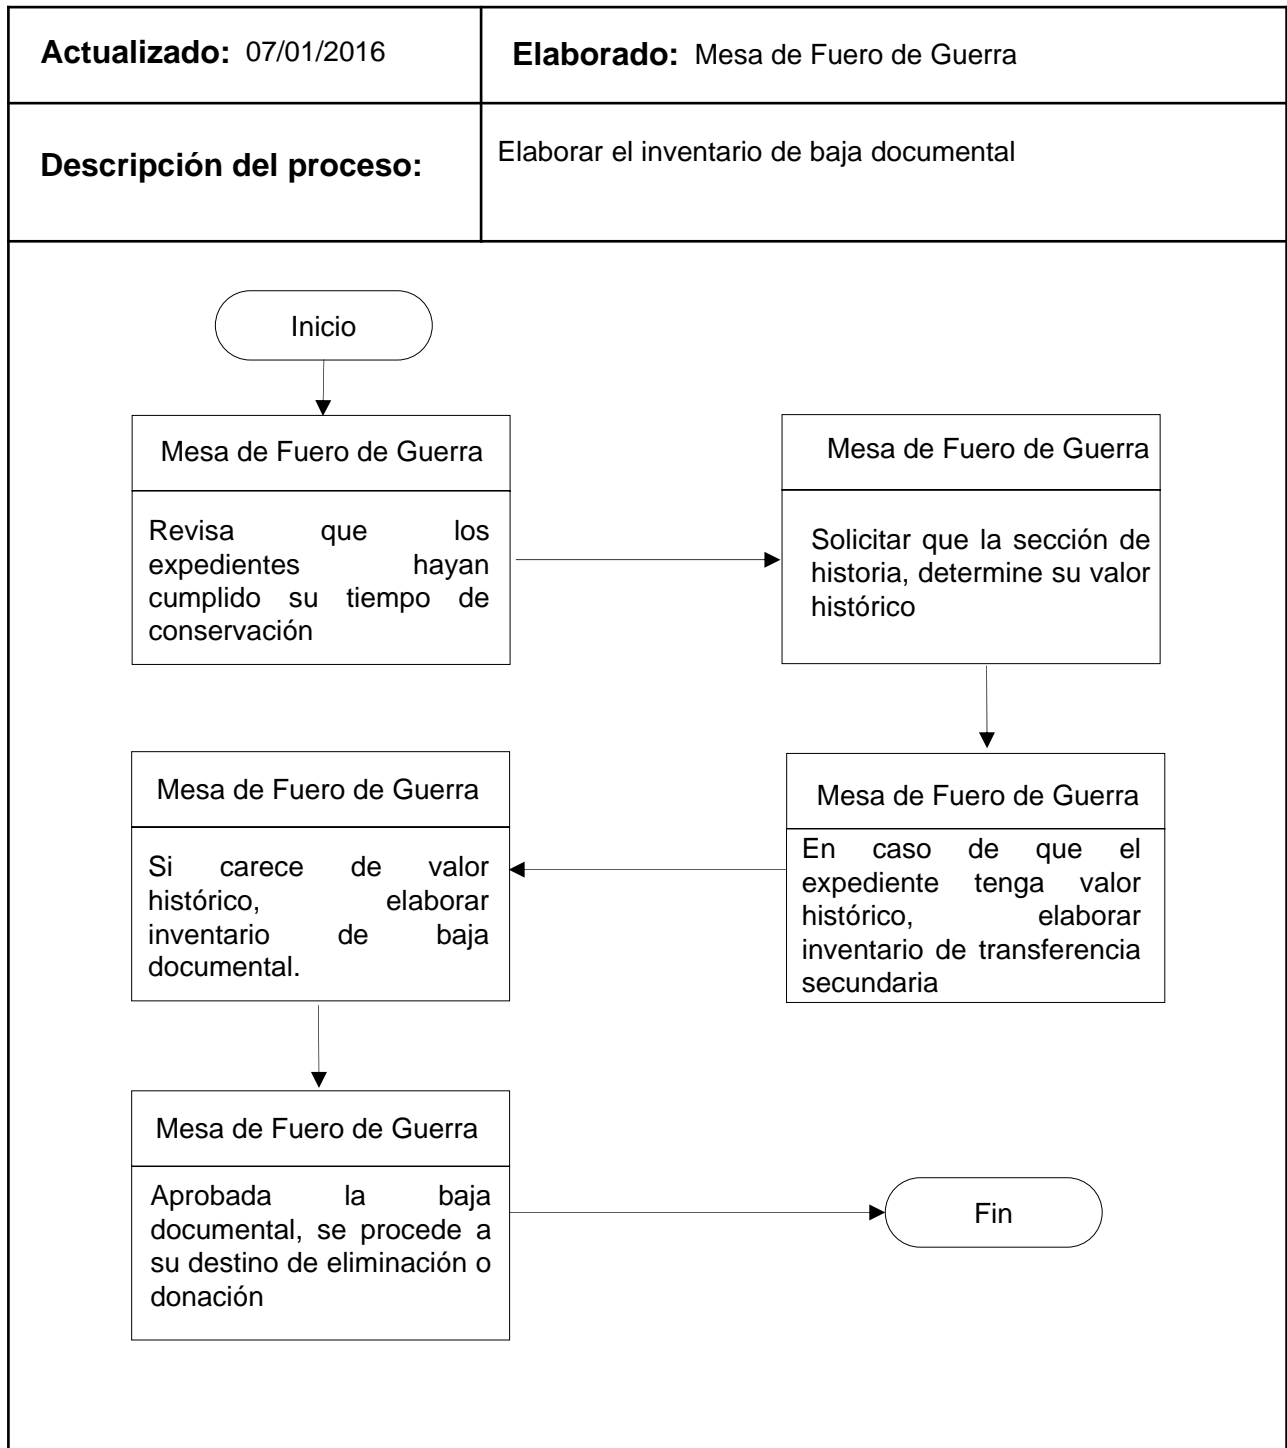 Actualizado: 07/01/2016
Elaborado: Mesa de Fuero de Guerra
Descripción del proceso:
Elaborar el inventario de baja documental
Inicio
Mesa de Fuero de Guerra
Revisa que los
expedientes hayan
cumplido su tiempo de
conservación
Mesa de Fuero de Guerra
Solicitar que la sección de
historia, determine su valor
histórico
Mesa de Fuero de Guerra
En caso de que el
expediente tenga valor
histórico, elaborar
inventario de transferencia
secundaria
Mesa de Fuero de Guerra
Si carece de valor
histórico, elaborar
inventario de baja
documental.
Mesa de Fuero de Guerra
Aprobada la baja
documental, se procede a
su destino de eliminación o
donación
Fin